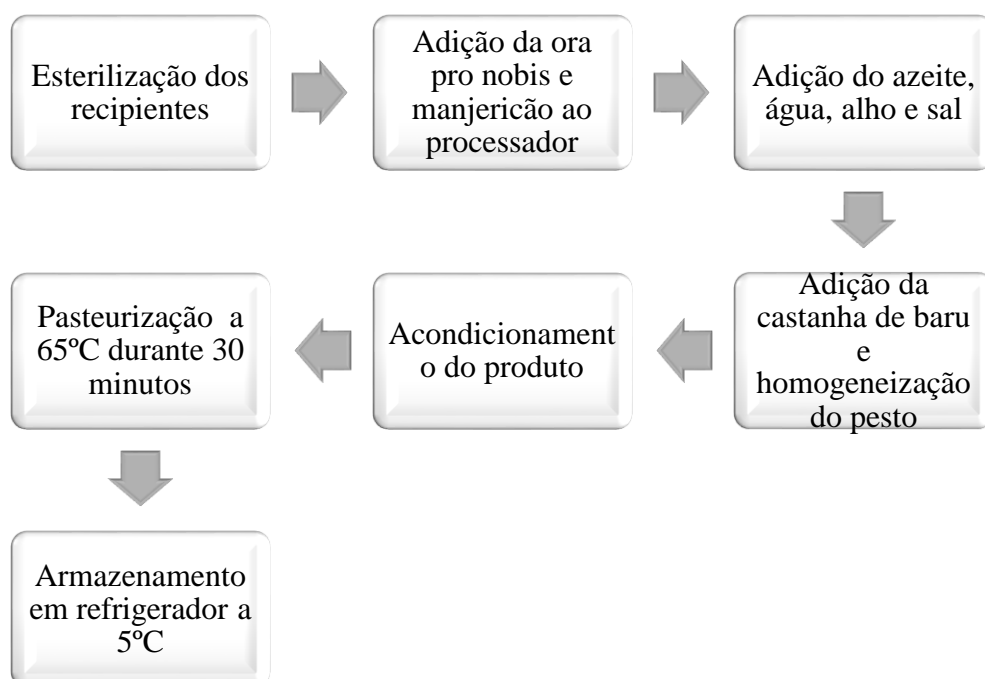 Esterilização dos
recipientes
Adição da ora
pro nobis e
manjericão ao
processador
Adição do azeite,
água, alho e sal
Adição da
castanha de baru
e
homogeneização
do pesto
Acondicionament
o do produto
Pasteurização a
65ºC durante 30
minutos
Armazenamento
em refrigerador a
5ºC